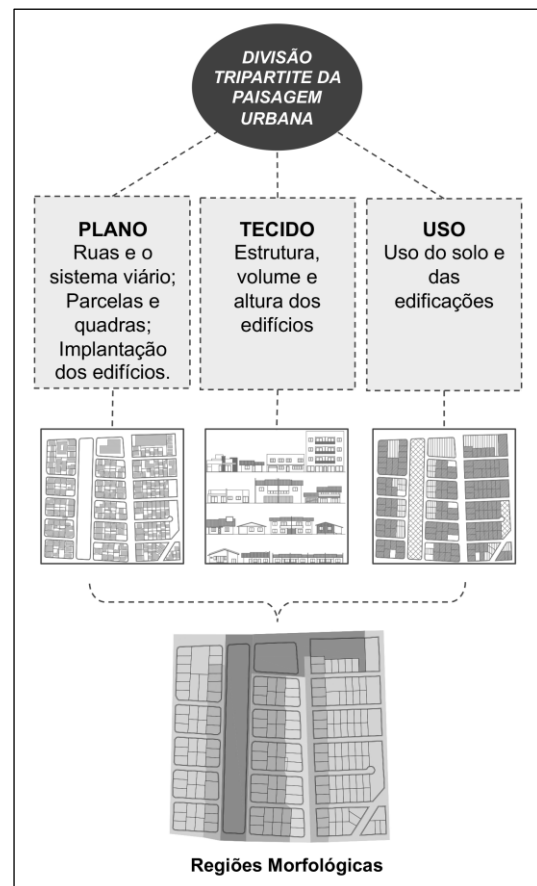 DIVISÃO
TRIPARTITE DA
PAISAGEM
URBANA
PLANO
Ruas e o
sistema viário;
Parcelas e
quadras;
Implantação
dos edifícios.
TECIDO
Estrutura,
volume e
altura dos
edifícios
USO
Uso do solo e
das
edificações
Regiões Morfológicas